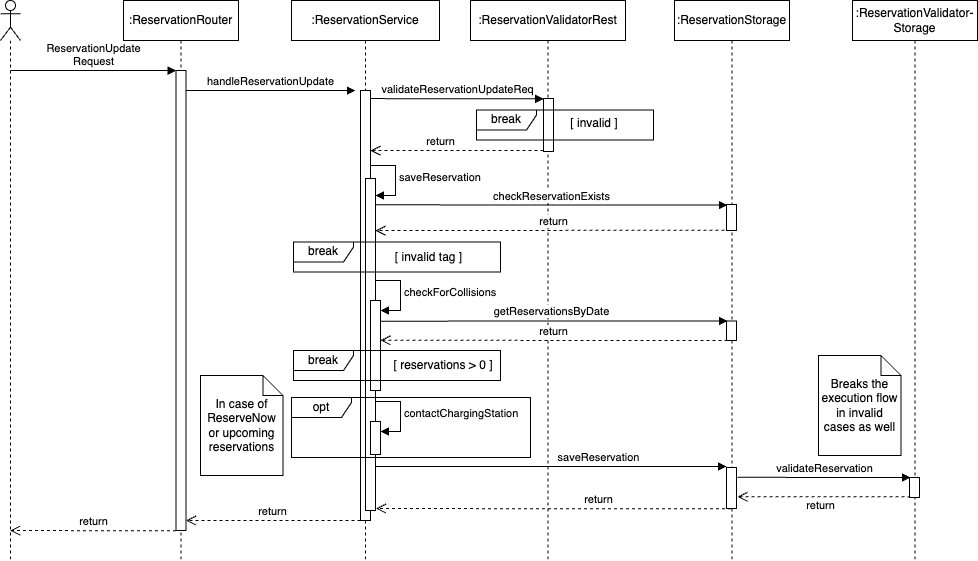 :ReservationRouter
:ReservationService
:ReservationValidatorRest
:ReservationStorage
:ReservationValidator-
Storage
ReservationUpdate
Request
handleReservationUpdate
validateReservationUpdateReq
break
[ invalid ]
return
saveReservation
checkReservationExists
return
break
[ invalid tag ]
checkForCollisions
getReservationsByDate
return
break
[ reservations > 0 ]
In case of
ReserveNow
or upcoming
reservations
opt
contactChargingStation
Breaks the
execution flow
in invalid
cases as well
saveReservation
validateReservation
return
return
return
return